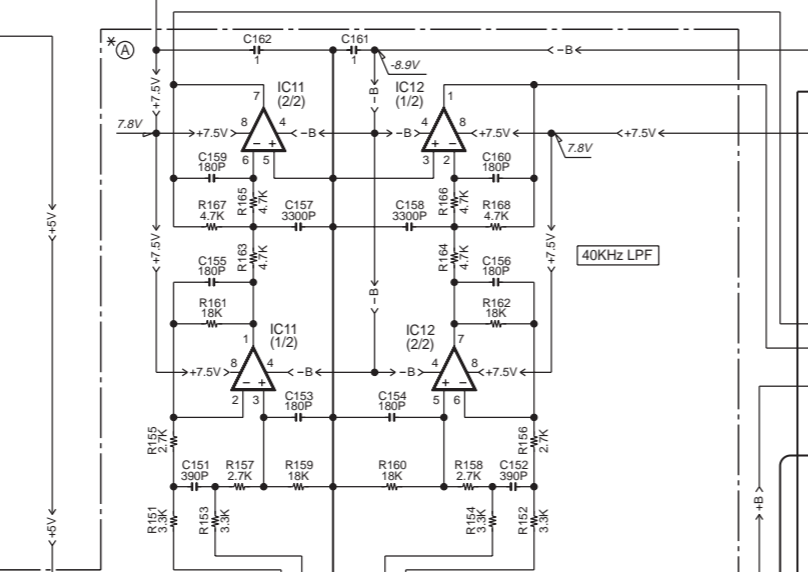 *
A
C162
1
C161
1
-8.9V
−B
+7.5V
−B
IC11
(2/2)
7
IC12
(1/2)
1
7.8V
+7.5V
8
4
−B
−B
4
8
+7.5V
+7.5V
7.8V
−
+
+
−
6
5
3
2
C159
180P
C160
180P
R165
4.7K
R166
4.7K
R167
4.7K
C157
3300P
C158
3300P
R168
4.7K
+5V
+7.5V
R163
4.7K
R164
4.7K
+7.5V
40KHz LPF
C155
180P
C156
180P
−B
R161
18K
R162
18K
1
IC11
(1/2)
IC12
(2/2)
7
+7.5V
8
4
−B
−B
4
8
+7.5V
−
+
+
−
2
3
5
6
C153
180P
C154
180P
R155
2.7K
R156
2.7K
C151
390P
R157
2.7K
R159
18K
R160
18K
R158
2.7K
C152
390P
+5V
R151
3.3K
R153
3.3K
R154
3.3K
R152
3.3K
+B